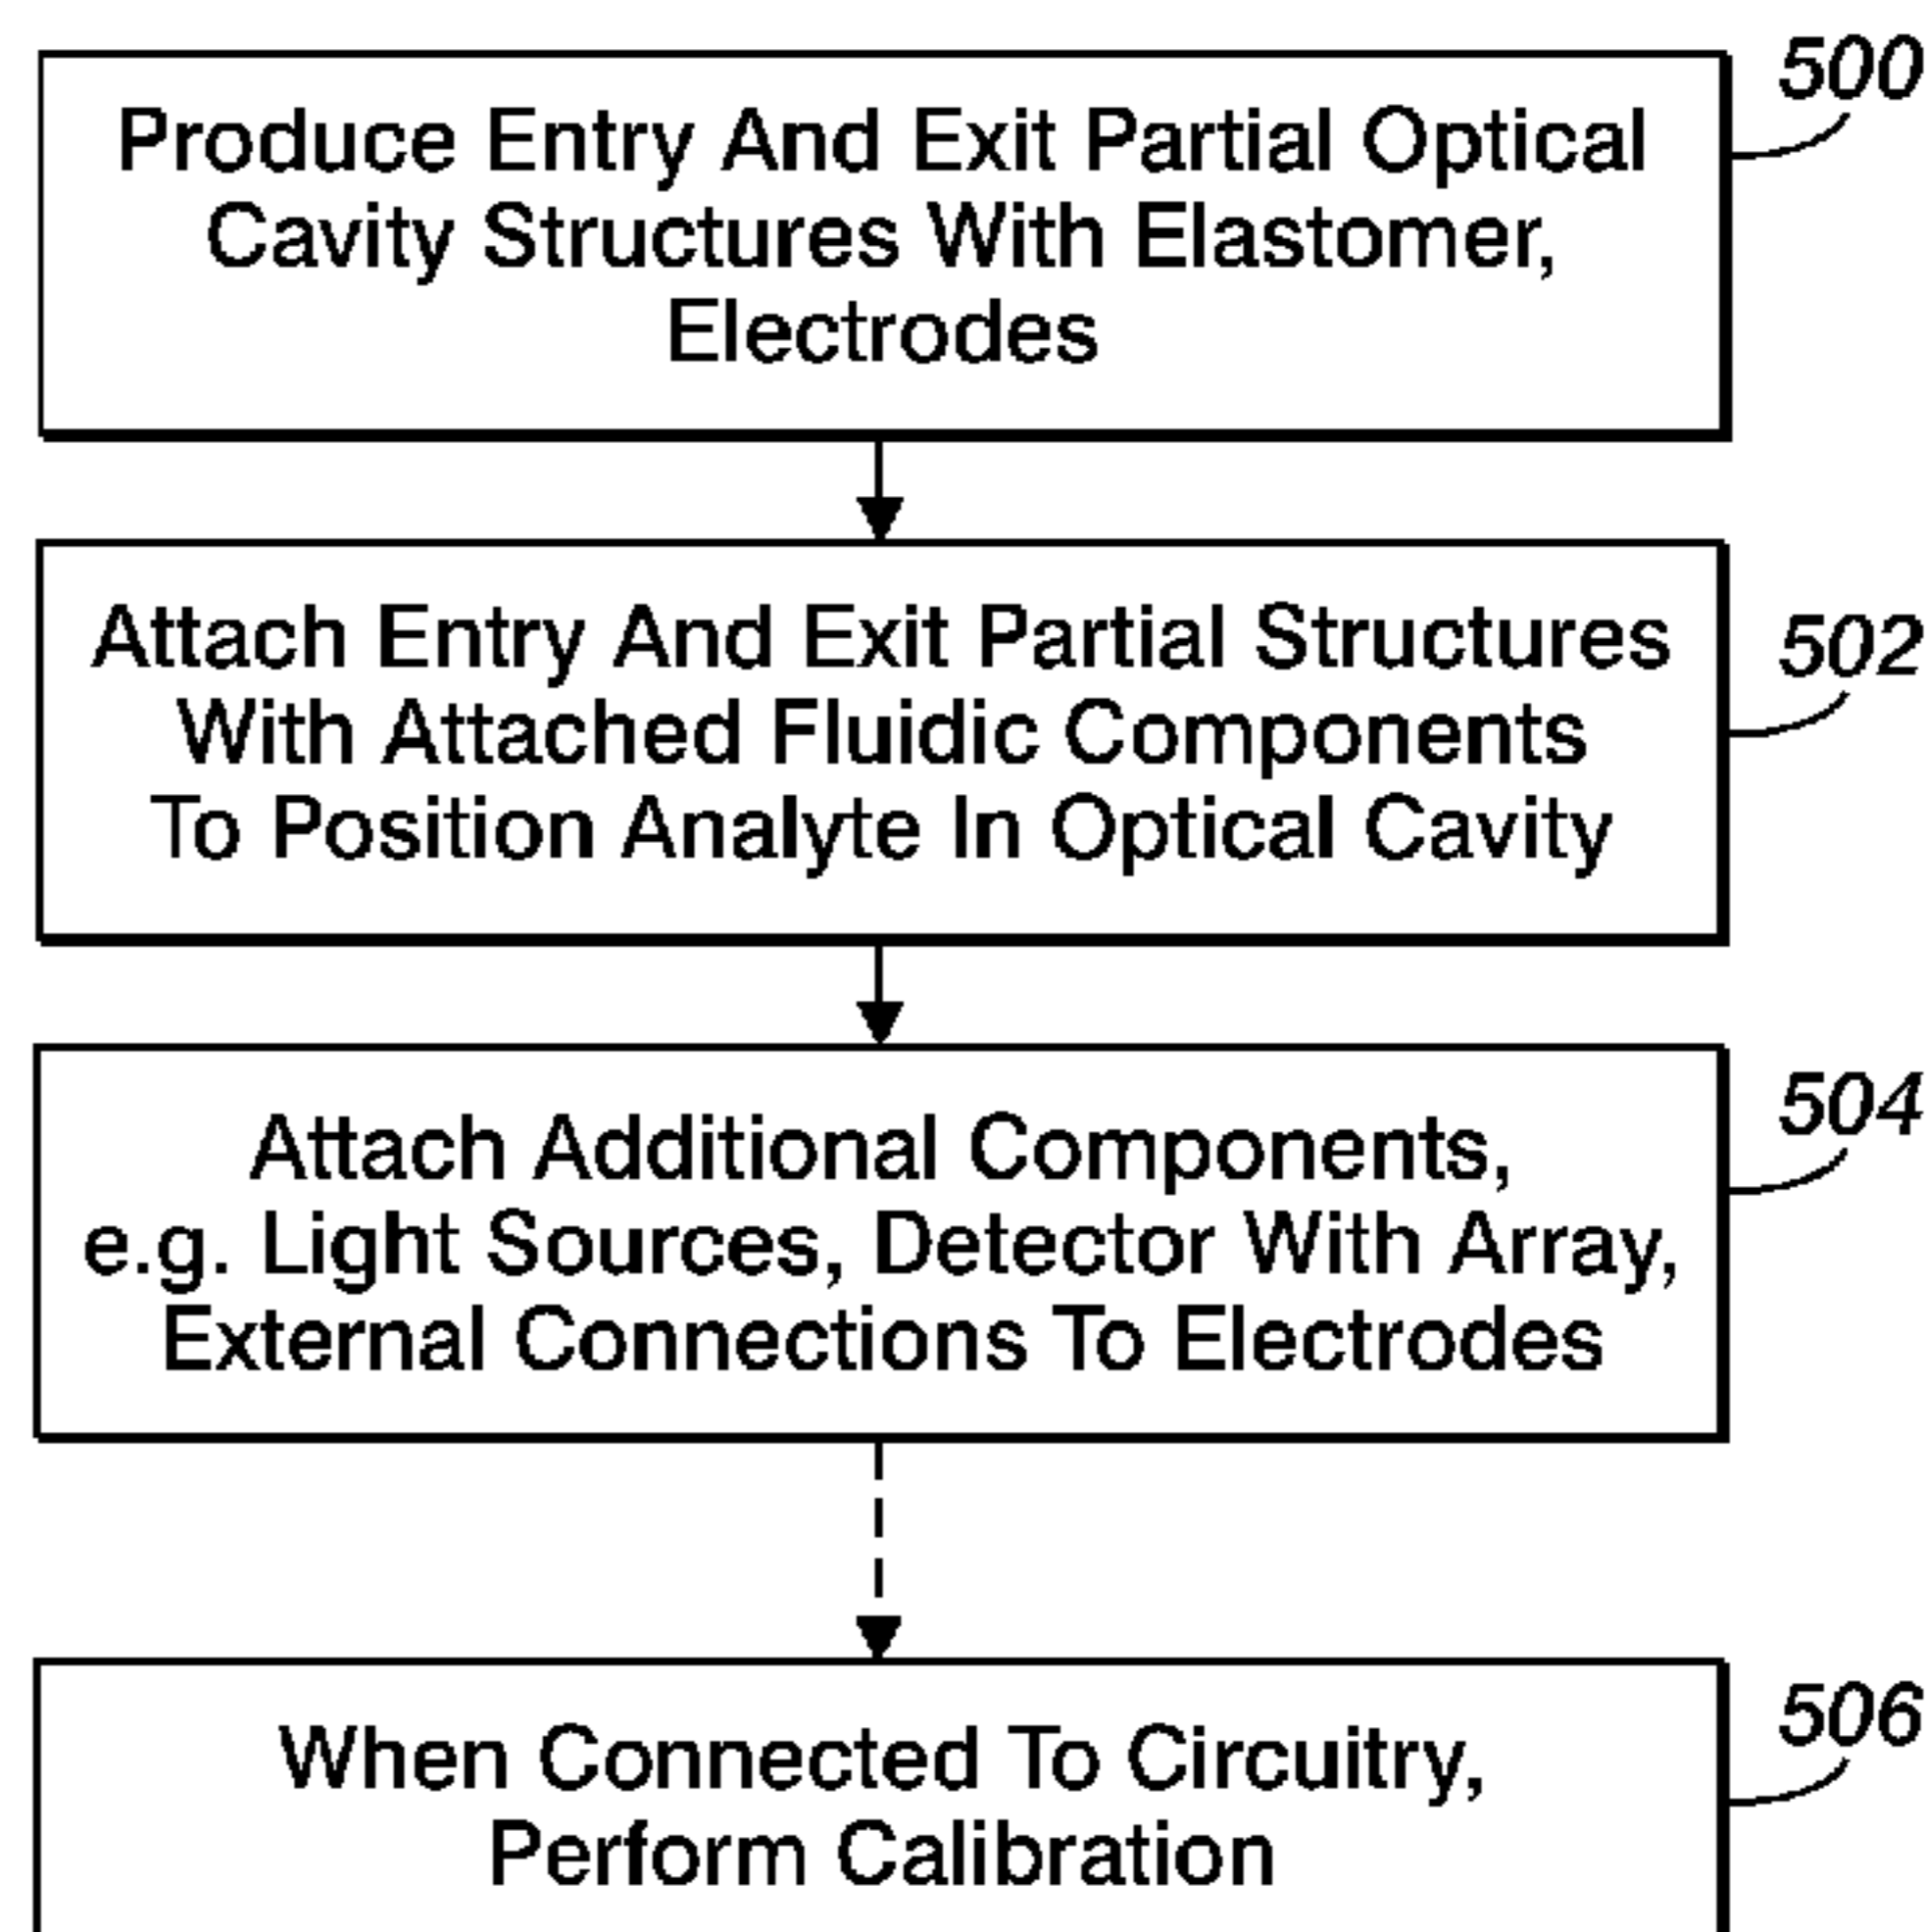 500
Produce Entry And Exit Partial Optical
Cavity Structures With Elastomer,
Electrodes
502
Attach Entry And Exit Partial Structures
With Attached Fluidic Components
To Position Analyte In Optical Cavity
504
Attach Additional Components,
e.g. Light Sources, Detector With Array,
External Connections To Electrodes
506
When Connected To Circuitry,
Perform Calibration